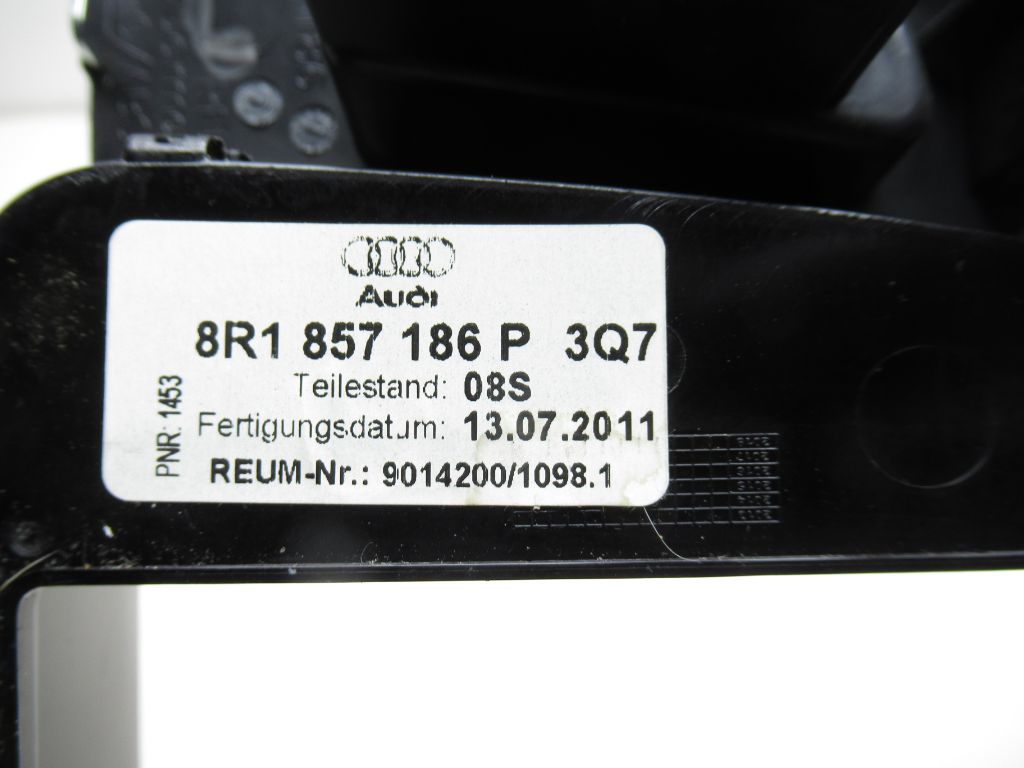 Audi
8R1 857 186 P 3Q7
Teilestand: 08S
Fertigungsdatum: 13.07.2011
REUM-Nr.: 9014200/1098.1
PNR: 1453